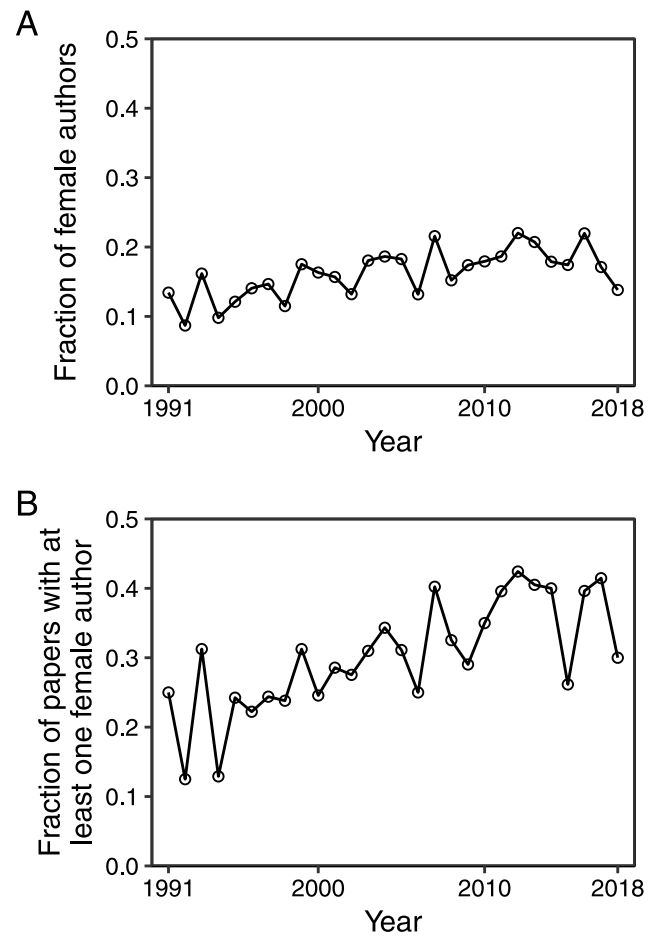 A
Fraction of female authors
0.5
0.4
0.3
0.2
0.1
0.0
1991 2000 2010 2018
Year
B
Fraction of papers with at
least one female author
0.5
0.4
0.3
0.2
0.1
0.0
1991 2000 2010 2018
Year